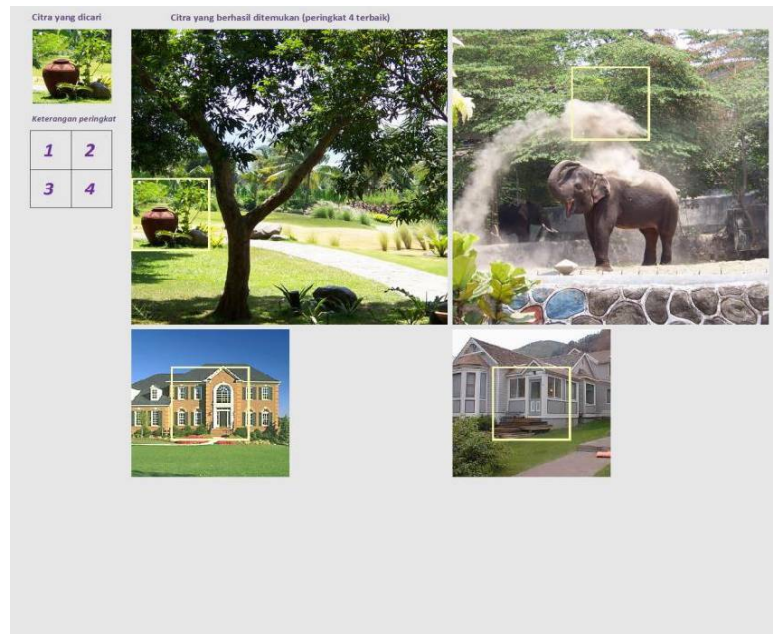 Citra yang dicari
Citra yang berhasil ditemukan (peringkat 4 terbaik)
Keterangan peringkat
1 2
3 4